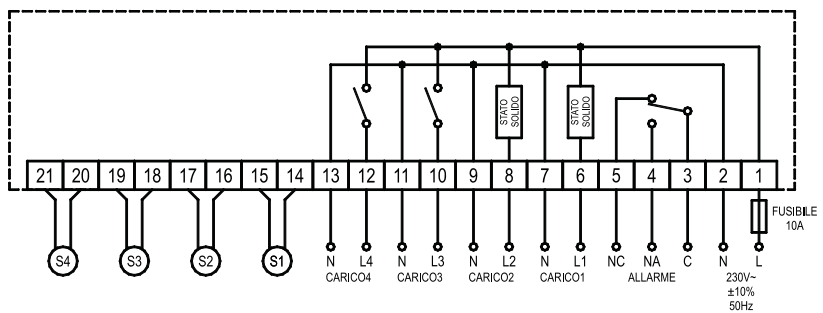 STATO
SOLIDO
STATO
SOLIDO
21 20 19 18 17 16 15 14 13 12 11 10 9 8 7 6 5 4 3 2 1
FUSIBILE
10A
S4 S3 S2 S1
N L4 N L3 N L2 N L1 NC NA C N L
CARICO4 CARICO3 CARICO2 CARICO1 ALLARME 230V~
±10%
50Hz